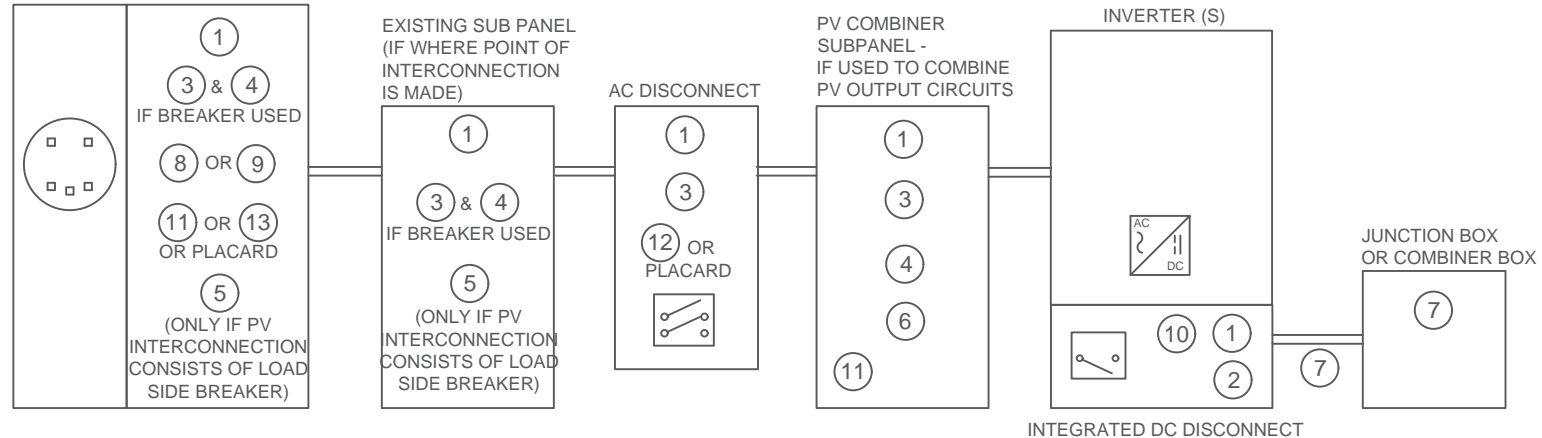 1
3 & 4
IF BREAKER USED
8 OR 9
11 OR 13
OR PLACARD
5
(ONLY IF PV
INTERCONNECTION
CONSISTS OF LOAD
SIDE BREAKER)
EXISTING SUB PANEL
(IF WHERE POINT OF
INTERCONNECTION
IS MADE)
1
3 & 4
IF BREAKER USED
5
(ONLY IF PV
INTERCONNECTION
CONSISTS OF LOAD
SIDE BREAKER)
AC DISCONNECT
1
3
12 OR
PLACARD
PV COMBINER
SUBPANEL -
IF USED TO COMBINE
PV OUTPUT CIRCUITS
1
3
4
6
11
INVERTER (S)
AC
DC
10 1
2
INTEGRATED DC DISCONNECT
7
JUNCTION BOX
OR COMBINER BOX
7